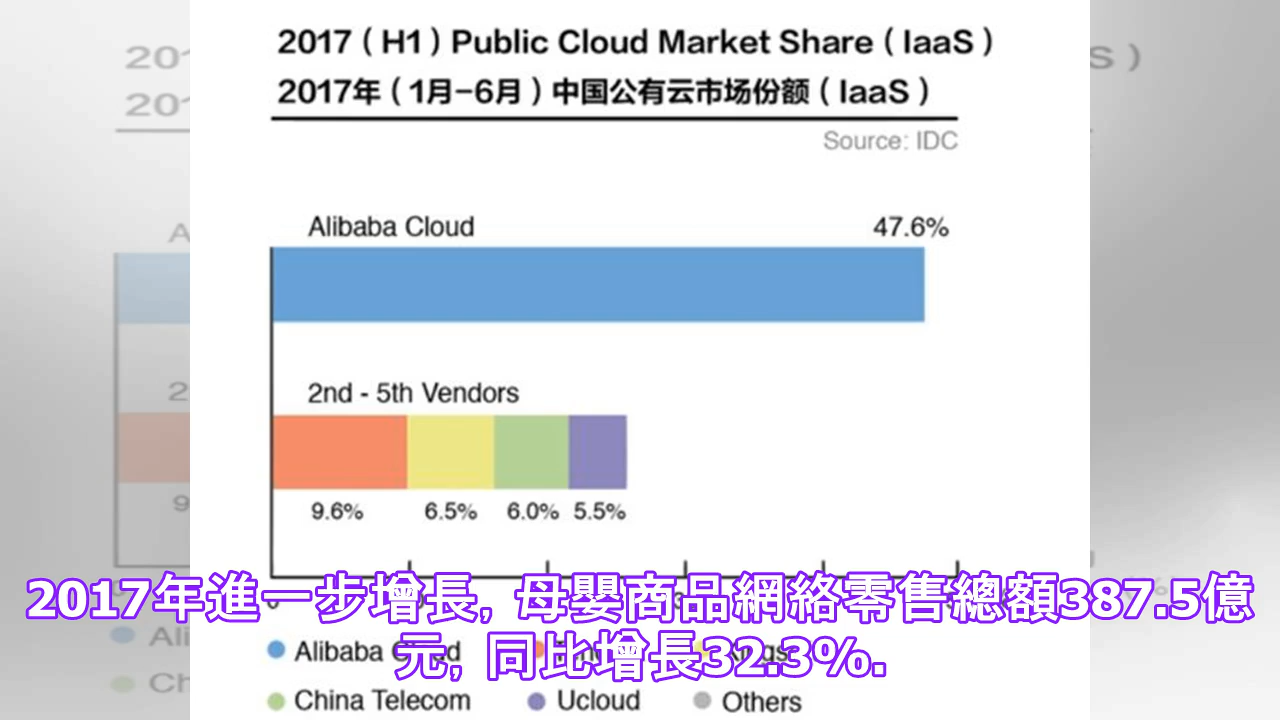 2017（H1）Public Cloud Market Share（IaaS）
2017年（1月-6月）中国公有云市场份额（IaaS）
Source: IDC
Alibaba Cloud
47.6%
2nd - 5th Vendors
9.6%
6.5%
6.0%
5.5%
2017年進一步增長, 母嬰商品網絡零售總額387.5億
元, 同比增長32.3%.
Alibaba Cloud
China Telecom
Ucloud
Others